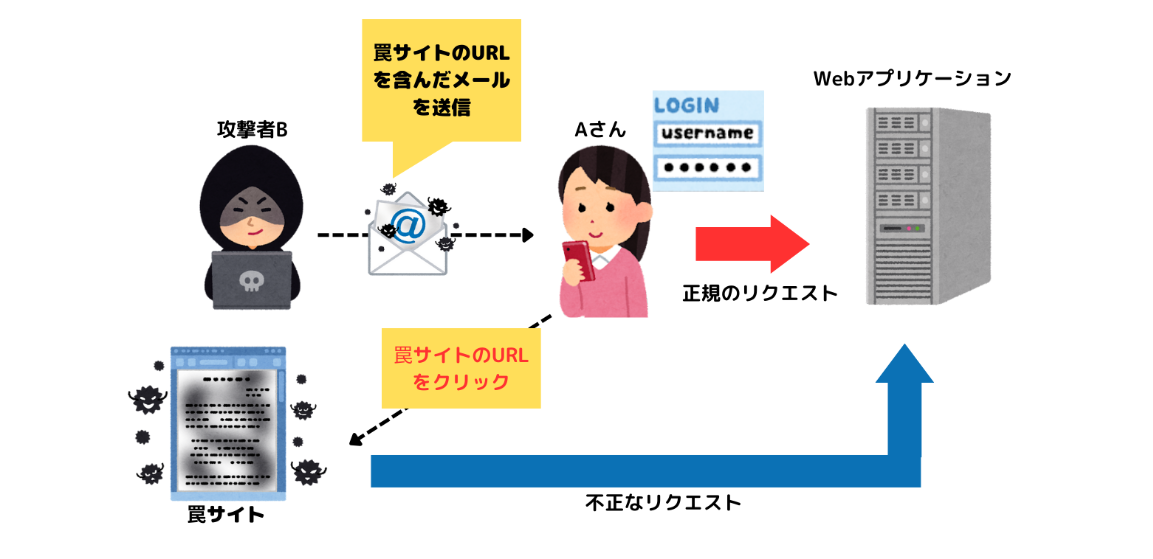 罠サイトのURL
を含んだメール
を送信
Webアプリケーション
攻撃者B
Aさん
LOGIN
username
@
正規のリクエスト
罠サイトのURL
をクリック
罠サイト
不正なリクエスト